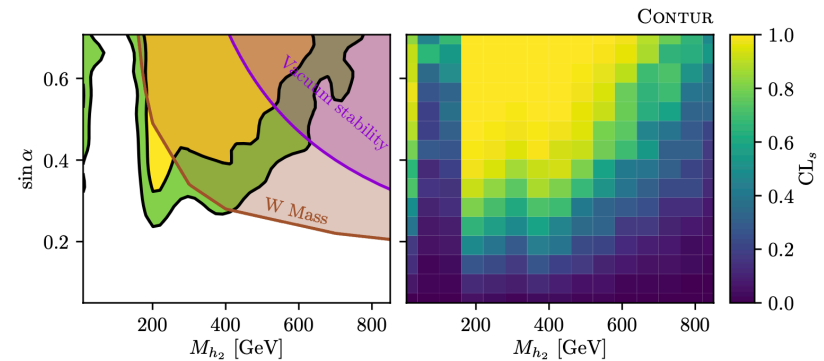 CONTUR
sin α
0.6
0.4
0.2
Vacuum stability
W Mass
200 400 600 800
M_{h_2} [GeV]
200 400 600 800
M_{h_2} [GeV]
1.0
0.8
0.6
0.4
0.2
0.0
CL_s